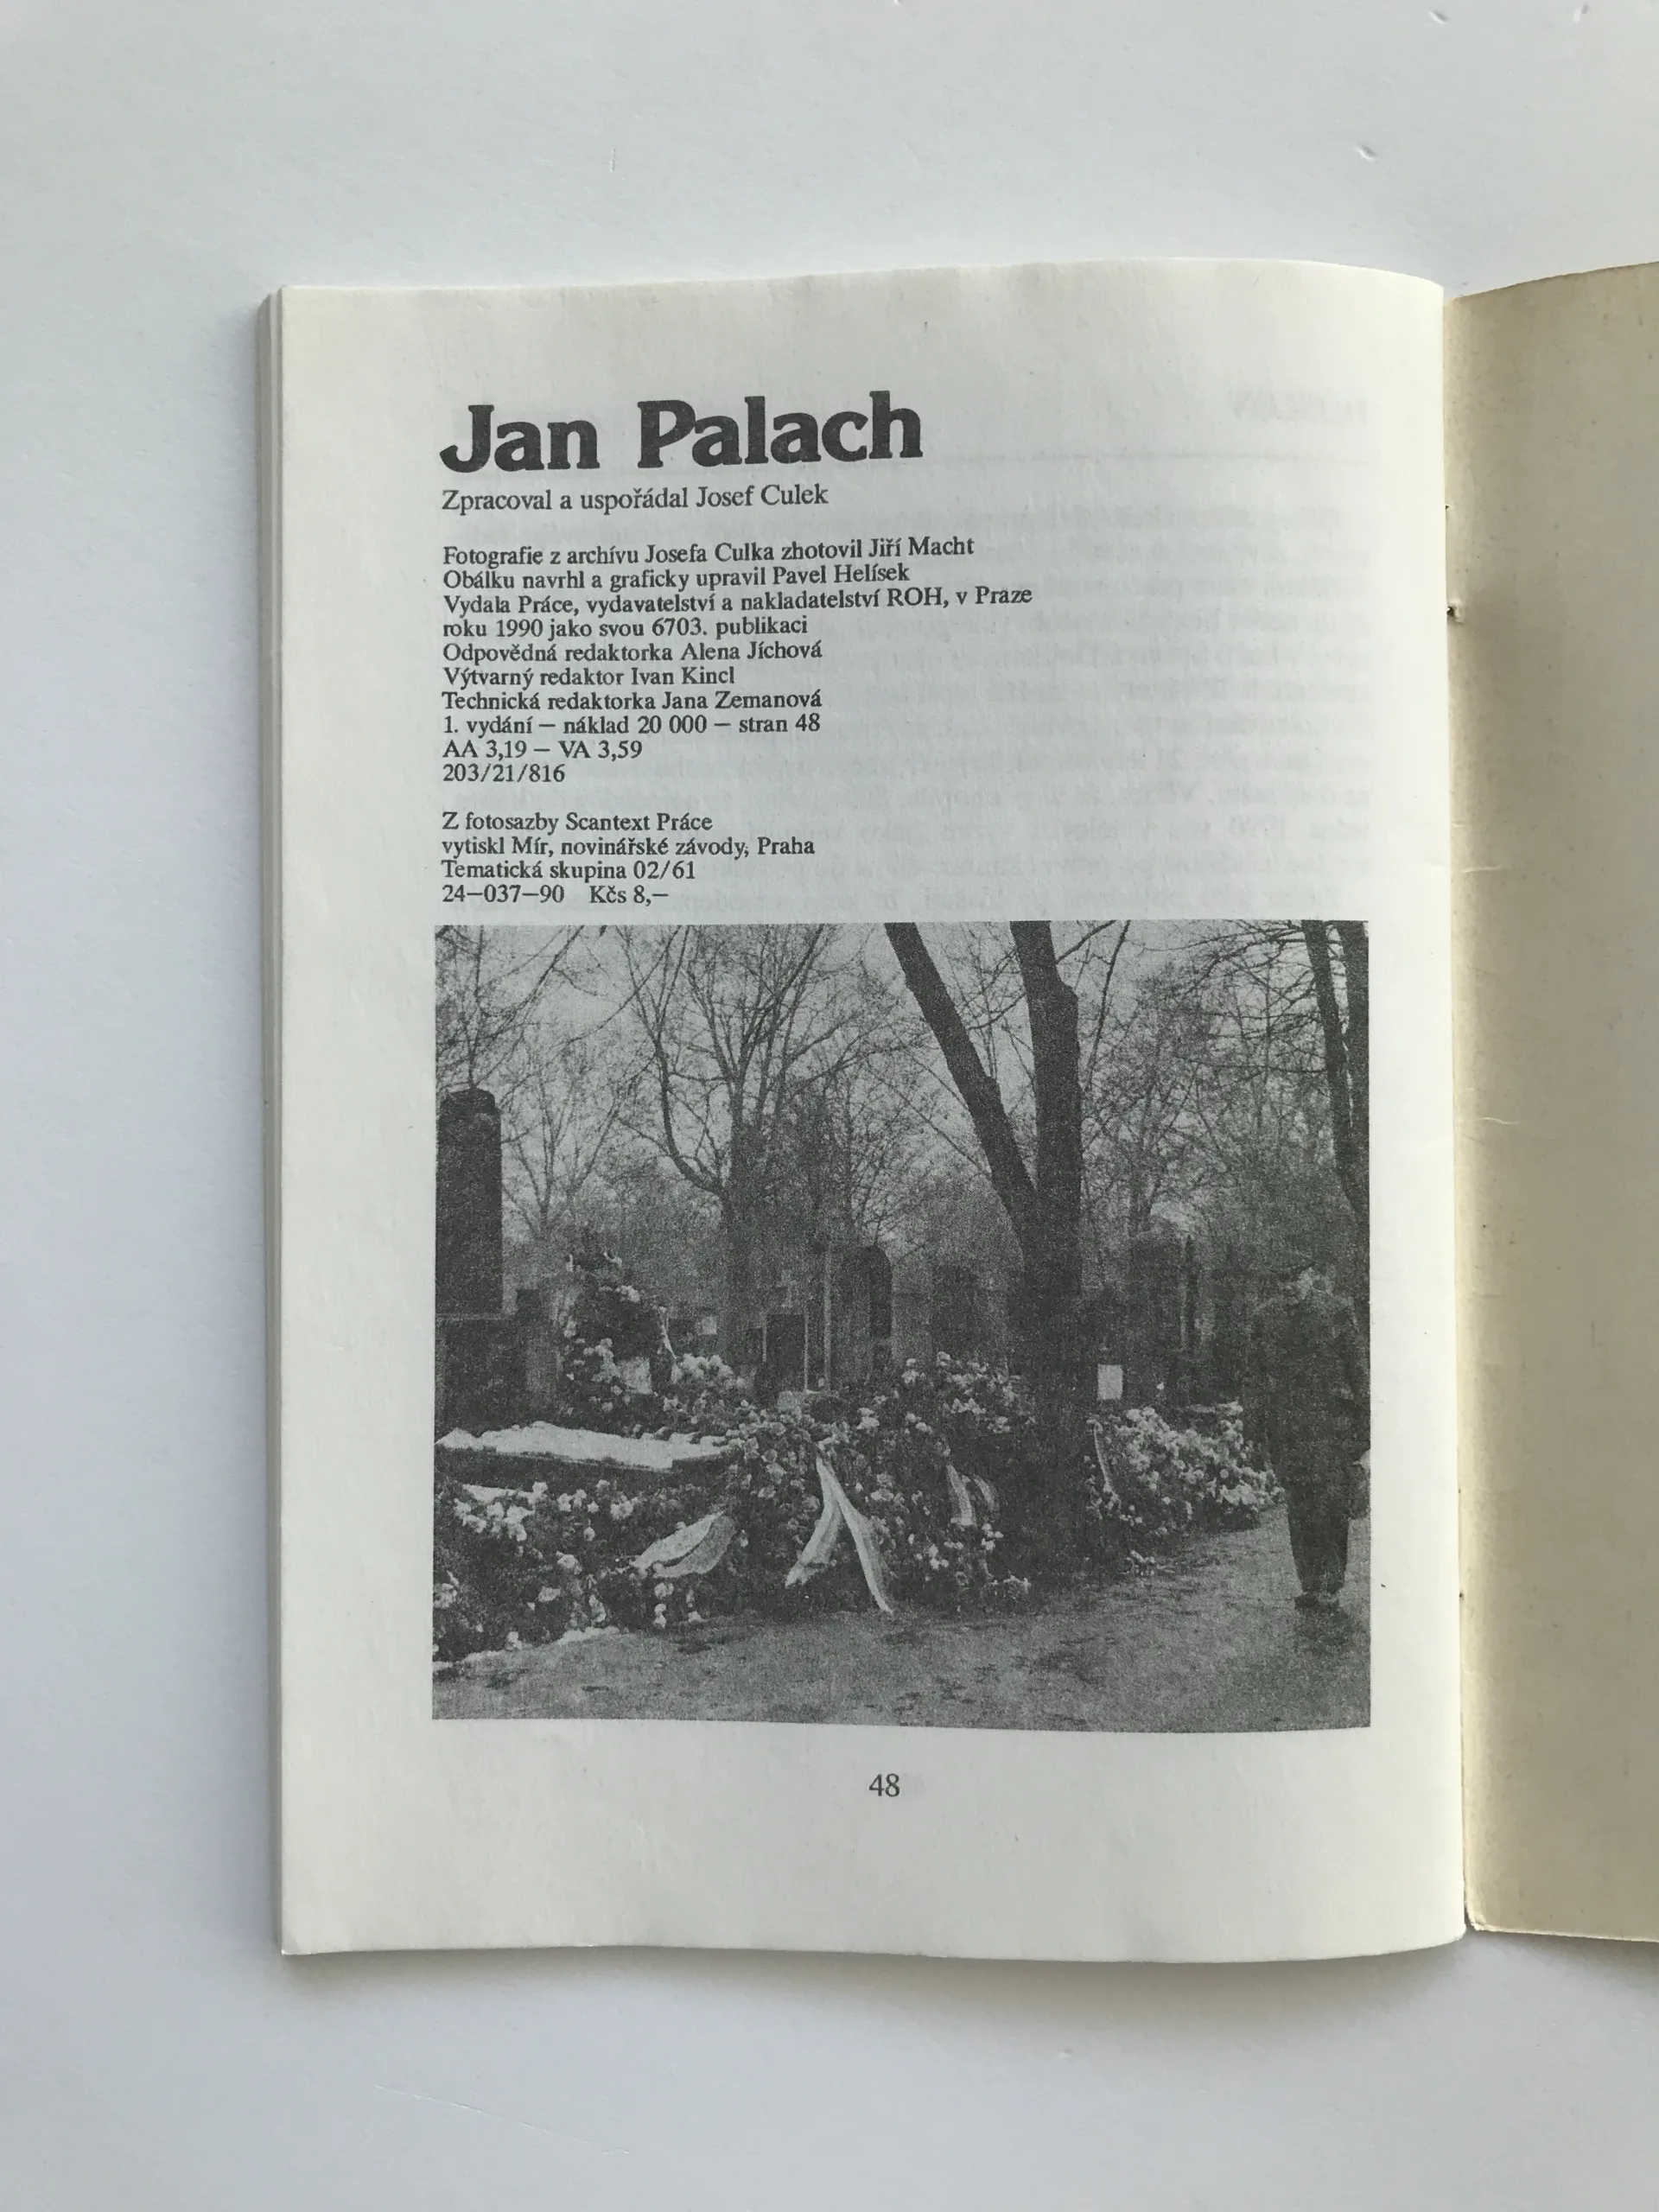 Jan Palach
Zpracoval a uspořádal Josef Culek
Fotografie z archívu Josefa Culka zhotovil Jiří Macht
Obálku navrhl a graficky upravil Pavel Helísek
Vydala Práce, vydavatelství a nakladatelství ROH, v Praze
roku 1990 jako svou 6703. publikaci
Odpovědná redaktorka Alena Jíchová
Výtvarný redaktor Ivan Kincl
Technická redaktorka Jana Zemanová
1. vydání — náklad 20 000 — stran 48
AA 3,19 — VA 3,59
203/21/816
Z fotosazby Scantext Práce
vytiskl Mír, novinářské závody, Praha
Tematická skupina 02/61
24—037—90 Kčs 8,—
48